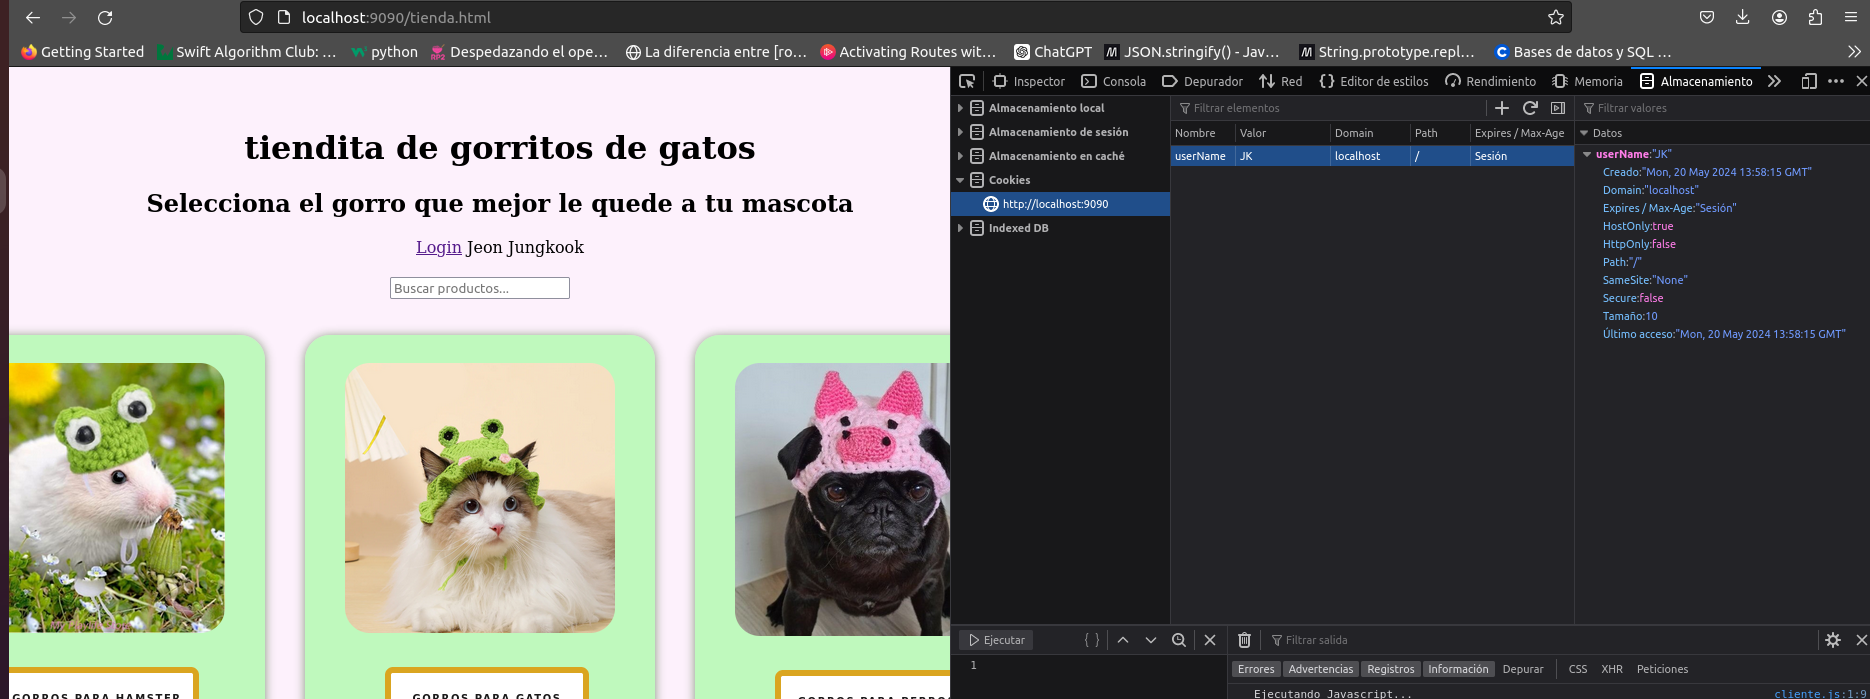 localhost:9090/tienda.html
Getting Started Swift Algorithm Club: ... python Despedazando el ope... La diferencia entre [ro... Activating Routes wit... ChatGPT JSON.stringify() - Jav... String.prototype.repl... Bases de datos y SQL ...
tiendita de gorritos de gatos
Selecciona el gorro que mejor le quede a tu mascota
Login Jeon Jungkook
Buscar productos...
GORROS PARA HAMSTER
GORROS PARA GATOS
GORROS PARA PERRO
Inspector Consola Depurador Red Editor de estilos Rendimiento Memoria Almacenamiento
Almacenamiento local
Almacenamiento de sesión
Almacenamiento en caché
Cookies
http://localhost:9090
Indexed DB
Filtrar elementos
Nombre Valor Domain Path Expires / Max-Age
userName JK localhost / Sesión
Filtrar valores
Datos
userName:"JK"
Creado:"Mon, 20 May 2024 13:58:15 GMT"
Domain:"localhost"
Expires / Max-Age:"Sesión"
HostOnly:true
HttpOnly:false
Path:"/"
SameSite:"None"
Secure:false
Tamaño:10
Último acceso:"Mon, 20 May 2024 13:58:15 GMT"
Ejecutar { }
1
Filtrar salida
Errores Advertencias Registros Información Depurar CSS XHR Peticiones
Ejecutando Javascript... cliente.js:1:9